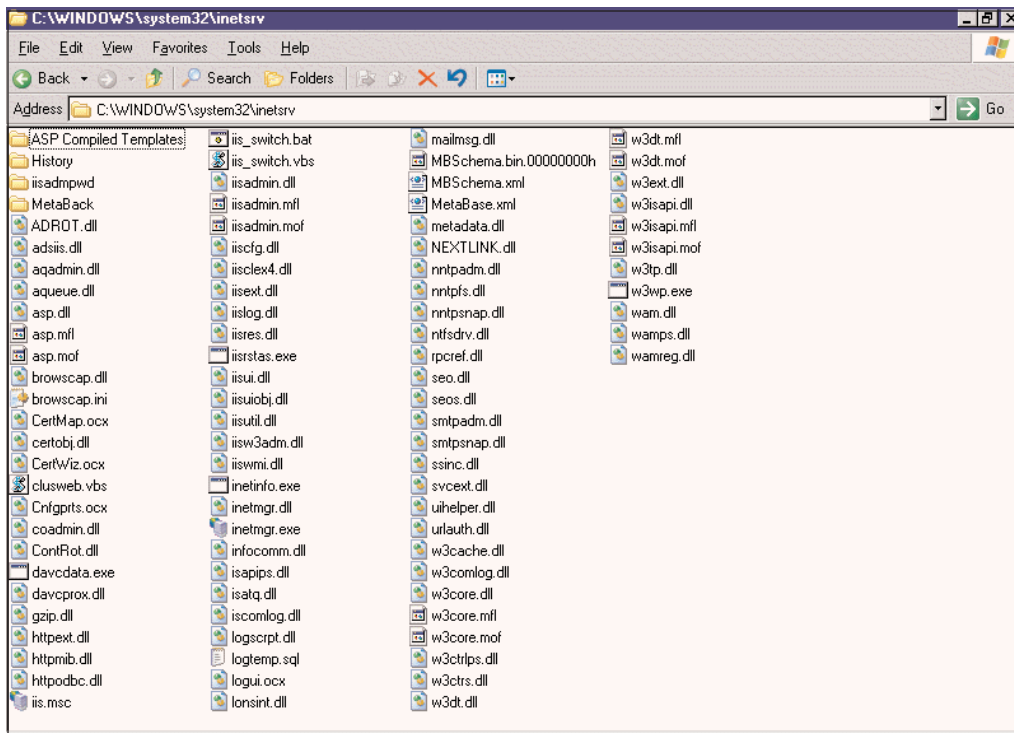 C:\WINDOWS\system32\inetsrv
File Edit View Favorites Tools Help
Back Search Folders
Address C:\WINDOWS\system32\inetsrv Go
ASP Compiled Templates
History
iisadmpwd
MetaBack
ADROT.dll
adsiis.dll
aqadmin.dll
aqueue.dll
asp.dll
asp.mfl
asp.mof
browscap.dll
browscap.ini
CertMap.ocx
certobj.dll
CertWiz.ocx
clusweb.vbs
Cnfgprts.ocx
coadmin.dll
ContRot.dll
davcdata.exe
davcprox.dll
gzip.dll
httpext.dll
httpmib.dll
httpodbc.dll
iis.msc
iis_switch.bat
iis_switch.vbs
iisadmin.dll
iisadmin.mfl
iisadmin.mof
iiscfg.dll
iisclex4.dll
iisext.dll
iislog.dll
iisres.dll
iisrstas.exe
iisui.dll
iisuiobj.dll
iisutil.dll
iisw3adm.dll
iiswmi.dll
inetinfo.exe
inetmgr.dll
inetmgr.exe
infocomm.dll
isapips.dll
isatq.dll
iscomlog.dll
logscrpt.dll
logtemp.sql
logui.ocx
lonsint.dll
mailmsg.dll
MBSchema.bin.00000000h
MBSchema.xml
MetaBase.xml
metadata.dll
NEXTLINK.dll
nntpadm.dll
nntpfs.dll
nntpsnap.dll
ntfsdrv.dll
rpcref.dll
seo.dll
seos.dll
smtpadm.dll
smtpsnap.dll
ssinc.dll
svcext.dll
uihelper.dll
urlauth.dll
w3cache.dll
w3comlog.dll
w3core.dll
w3core.mfl
w3core.mof
w3ctrlps.dll
w3ctrs.dll
w3dt.dll
w3dt.mfl
w3dt.mof
w3ext.dll
w3isapi.dll
w3isapi.mfl
w3isapi.mof
w3tp.dll
w3wp.exe
wam.dll
wamps.dll
wamreg.dll